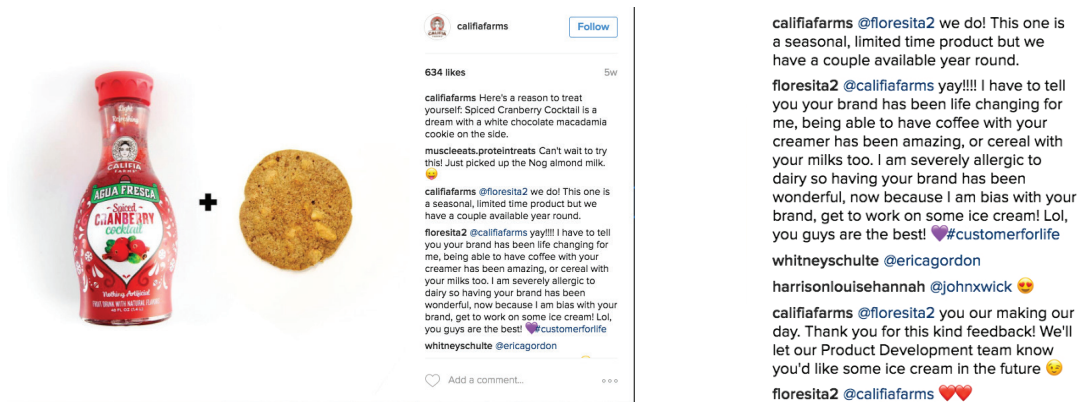 Light
&
Refreshing
CALIFIA
FARMS
AGUA FRESCA
Spiced
CRANBERRY
cocktail
Nothing Artificial
FRUIT DRINK WITH NATURAL FLAVORS
48 FL OZ (1.4 L)
+
CALIFIA
califiafarms
Follow
634 likes 5w
califiafarms Here's a reason to treat
yourself: Spiced Cranberry Cocktail is a
dream with a white chocolate macadamia
cookie on the side.
muscleeats.proteintreats Can't wait to try
this! Just picked up the Nog almond milk.
😛
califiafarms @floresita2 we do! This one is
a seasonal, limited time product but we
have a couple available year round.
floresita2 @califiafarms yay!!!! I have to tell
you your brand has been life changing for
me, being able to have coffee with your
creamer has been amazing, or cereal with
your milks too. I am severely allergic to
dairy so having your brand has been
wonderful, now because I am bias with your
brand, get to work on some ice cream! Lol,
you guys are the best! 💜#customerforlife
whitneyschulte @ericagordon
Add a comment...
califiafarms @floresita2 we do! This one is
a seasonal, limited time product but we
have a couple available year round.
floresita2 @califiafarms yay!!!! I have to tell
you your brand has been life changing for
me, being able to have coffee with your
creamer has been amazing, or cereal with
your milks too. I am severely allergic to
dairy so having your brand has been
wonderful, now because I am bias with your
brand, get to work on some ice cream! Lol,
you guys are the best! 💜#customerforlife
whitneyschulte @ericagordon
harrisonlouisehannah @johnxwick 😍
califiafarms @floresita2 you our making our
day. Thank you for this kind feedback! We'll
let our Product Development team know
you'd like some ice cream in the future 😉
floresita2 @califiafarms ❤️❤️